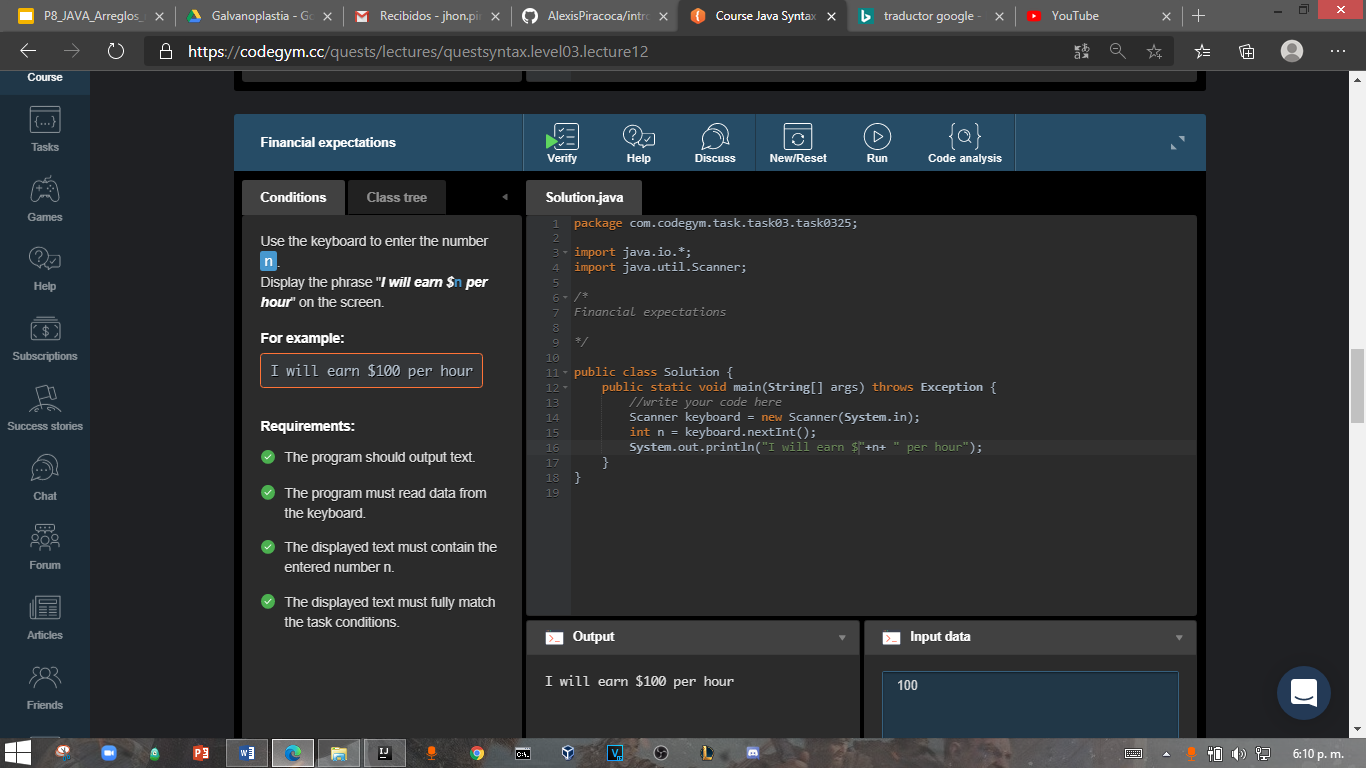 P8_JAVA_Arreglos_
Galvanoplastia - Go
Recibidos - jhon.pi
AlexisPiracoca/intr
Course Java Syntax
traductor google -
YouTube
https://codegym.cc/quests/lectures/questsyntax.level03.lecture12
Course
Tasks
Games
Help
Subscriptions
Success stories
Chat
Forum
Articles
Friends
Financial expectations
Verify
Help
Discuss
New/Reset
Run
Code analysis
Conditions
Class tree
Use the keyboard to enter the number
n.
Display the phrase "I will earn $n per
hour" on the screen.
For example:
I will earn $100 per hour
Requirements:
The program should output text.
The program must read data from
the keyboard.
The displayed text must contain the
entered number n.
The displayed text must fully match
the task conditions.
Solution.java
1 package com.codegym.task.task03.task0325;
2
3 import java.io.*;
4 import java.util.Scanner;
5
6 /*
7 Financial expectations
8
9 */
10
11 public class Solution {
12 public static void main(String[] args) throws Exception {
13 //write your code here
14 Scanner keyboard = new Scanner(System.in);
15 int n = keyboard.nextInt();
16 System.out.println("I will earn $"+n+ " per hour");
17 }
18 }
19
Output
I will earn $100 per hour
Input data
100
6:10 p. m.